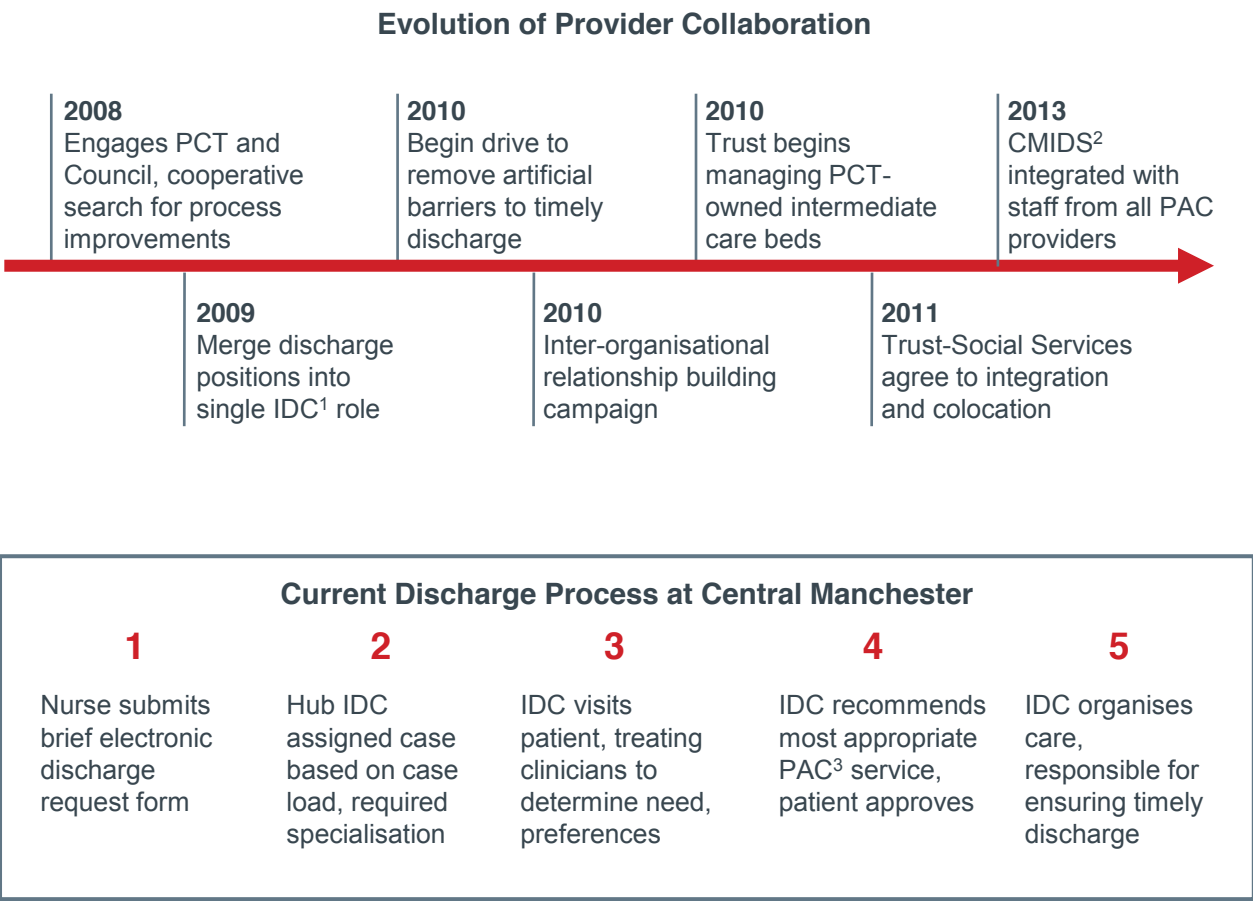 Evolution of Provider Collaboration
2008
Engages PCT and
Council, cooperative
search for process
improvements
2009
Merge discharge
positions into
single IDC¹ role
2010
Begin drive to
remove artificial
barriers to timely
discharge
2010
Inter-organisational
relationship building
campaign
2010
Trust begins
managing PCT-
owned intermediate
care beds
2011
Trust-Social Services
agree to integration
and colocation
2013
CMIDS²
integrated with
staff from all PAC
providers
Current Discharge Process at Central Manchester
1
Nurse submits
brief electronic
discharge
request form
2
Hub IDC
assigned case
based on case
load, required
specialisation
3
IDC visits
patient, treating
clinicians to
determine need,
preferences
4
IDC recommends
most appropriate
PAC³ service,
patient approves
5
IDC organises
care,
responsible for
ensuring timely
discharge